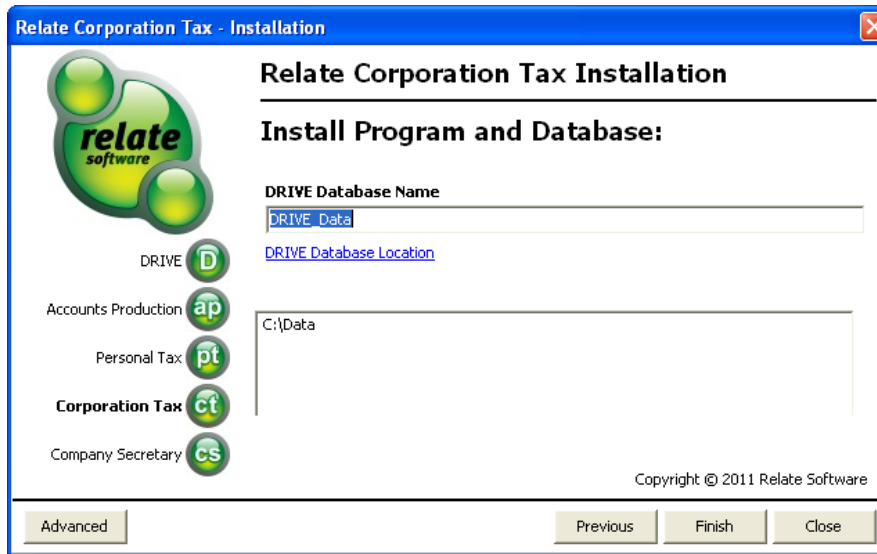 Relate Corporation Tax - Installation
Relate Corporation Tax Installation
relate
software
Install Program and Database:
DRIVE Database Name
DRIVE_Data
DRIVE Database Location
DRIVE D
Accounts Production ap
C:\Data
Personal Tax pt
Corporation Tax ct
Company Secretary cs
Copyright © 2011 Relate Software
Advanced
Previous
Finish
Close